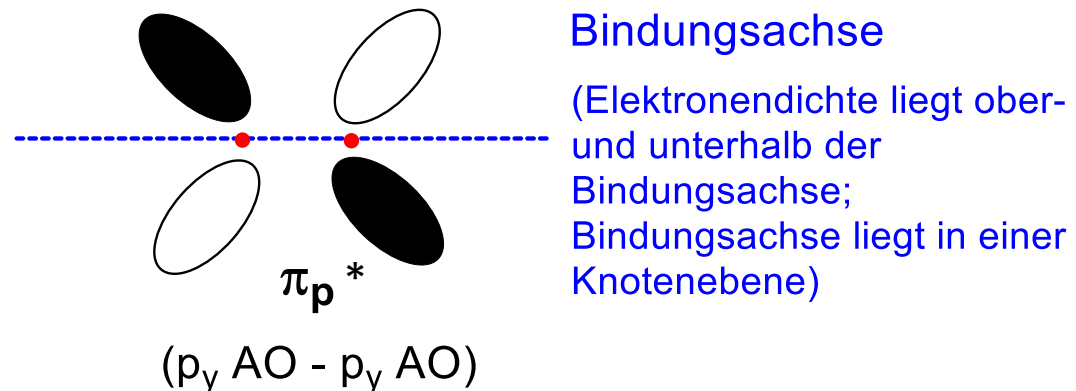 Bindungsachse
(Elektronendichte liegt ober-
und unterhalb der
Bindungsachse;
Bindungsachse liegt in einer
Knotenebene)
πp *
(py AO - py AO)